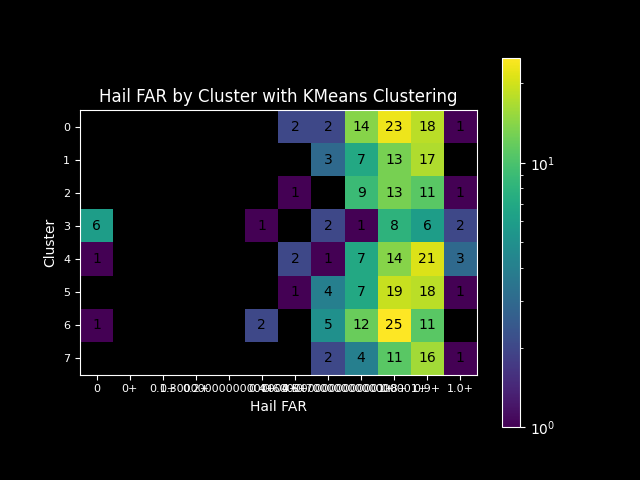 Hail FAR by Cluster with KMeans Clustering
0 2 2 14 23 18 1
1 3 7 13 17
2 1 9 13 11 1
3 6 1 2 1 8 6 2
4 1 2 1 7 14 21 3
5 1 4 7 19 18 1
6 1 2 5 12 25 11
7 2 4 11 16 1
Cluster
0 0+ 0.9+ 1.0+
Hail FAR
10¹
10⁰